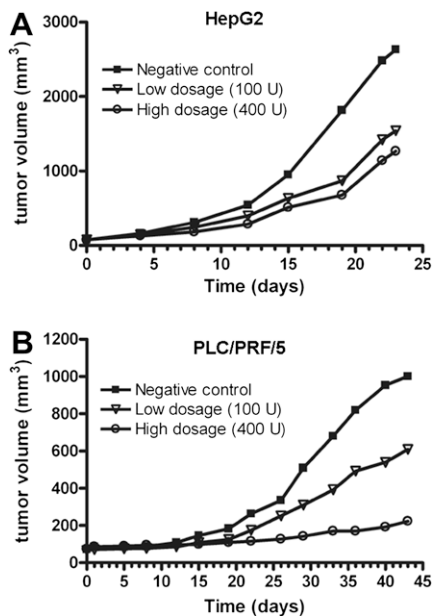 A
HepG2
tumor volume (mm³)
3000
2000
1000
0
Negative control
Low dosage (100 U)
High dosage (400 U)
0 5 10 15 20 25
Time (days)
B
PLC/PRF/5
tumor volume (mm³)
1200
1000
800
600
400
200
0
Negative control
Low dosage (100 U)
High dosage (400 U)
0 5 10 15 20 25 30 35 40 45
Time (days)